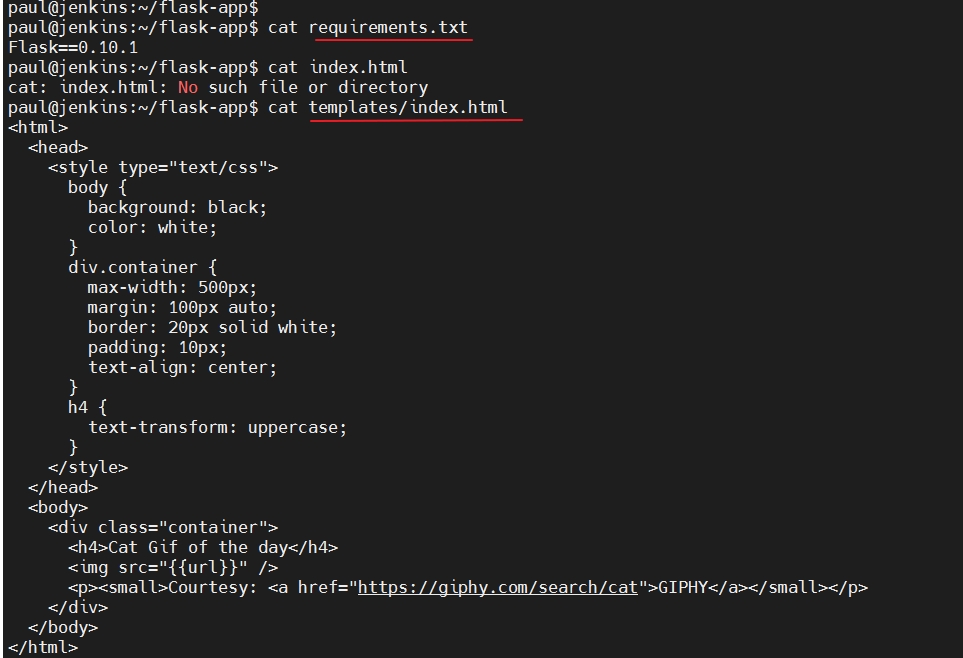 paul@jenkins:~/flask-app$
paul@jenkins:~/flask-app$ cat requirements.txt
Flask==0.10.1
paul@jenkins:~/flask-app$ cat index.html
cat: index.html: No such file or directory
paul@jenkins:~/flask-app$ cat templates/index.html
<html>
  <head>
    <style type="text/css">
      body {
        background: black;
        color: white;
      }
      div.container {
        max-width: 500px;
        margin: 100px auto;
        border: 20px solid white;
        padding: 10px;
        text-align: center;
      }
      h4 {
        text-transform: uppercase;
      }
    </style>
  </head>
  <body>
    <div class="container">
      <h4>Cat Gif of the day</h4>
      <img src="{{url}}" />
      <p><small>Courtesy: <a href="https://giphy.com/search/cat">GIPHY</a></small></p>
    </div>
  </body>
</html>